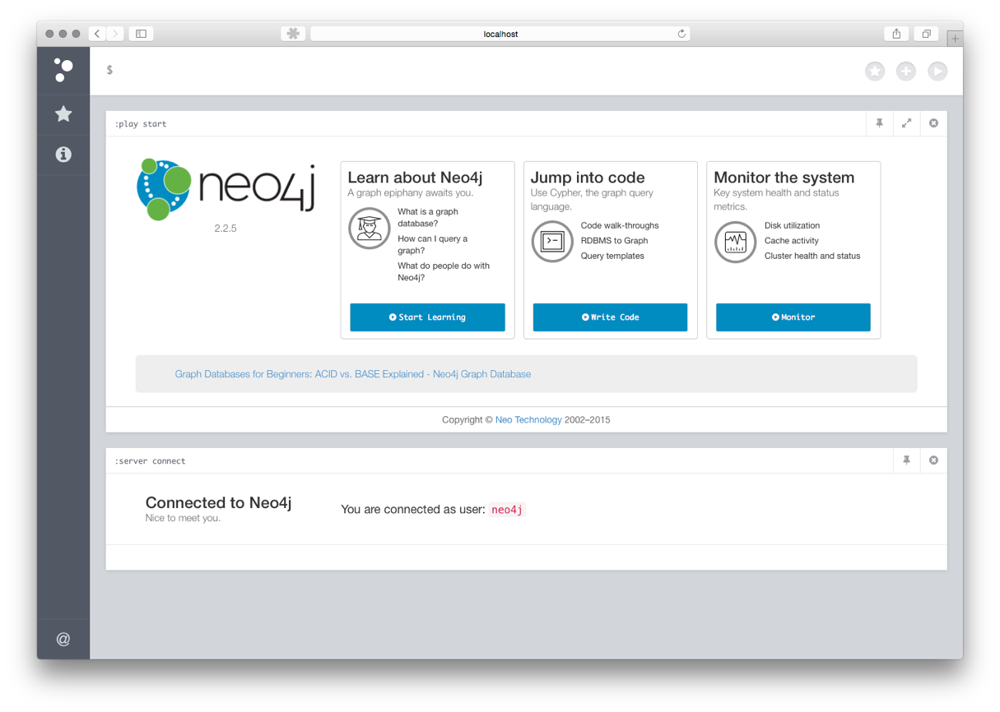 localhost
$
:play start
neo4j
2.2.5
Learn about Neo4j
A graph epiphany awaits you.
What is a graph
database?
How can I query a
graph?
What do people do with
Neo4j?
Start Learning
Jump into code
Use Cypher, the graph query
language.
Code walk-throughs
RDBMS to Graph
Query templates
Write Code
Monitor the system
Key system health and status
metrics.
Disk utilization
Cache activity
Cluster health and status
Monitor
Graph Databases for Beginners: ACID vs. BASE Explained - Neo4j Graph Database
Copyright © Neo Technology 2002–2015
:server connect
Connected to Neo4j
Nice to meet you.
You are connected as user: neo4j
@